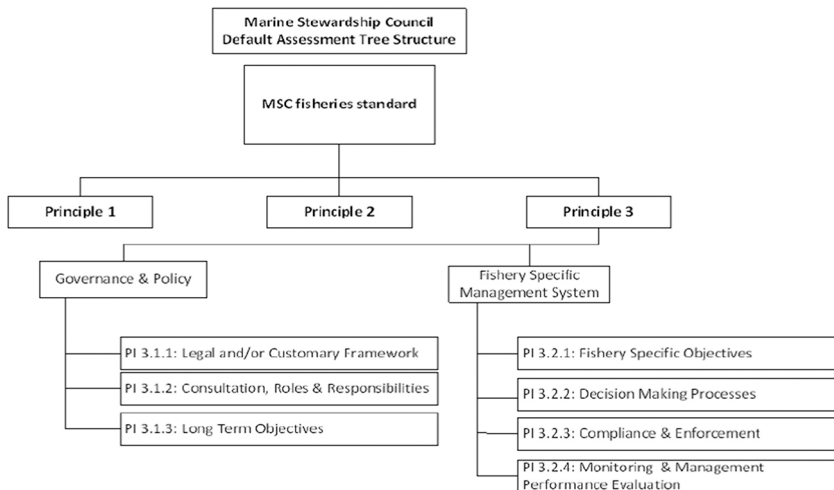 Marine Stewardship Council
Default Assessment Tree Structure
MSC fisheries standard
Principle 1
Principle 2
Principle 3
Governance & Policy
Fishery Specific
Management System
PI 3.1.1: Legal and/or Customary Framework
PI 3.1.2: Consultation, Roles & Responsibilities
PI 3.1.3: Long Term Objectives
PI 3.2.1: Fishery Specific Objectives
PI 3.2.2: Decision Making Processes
PI 3.2.3: Compliance & Enforcement
PI 3.2.4: Monitoring & Management
Performance Evaluation